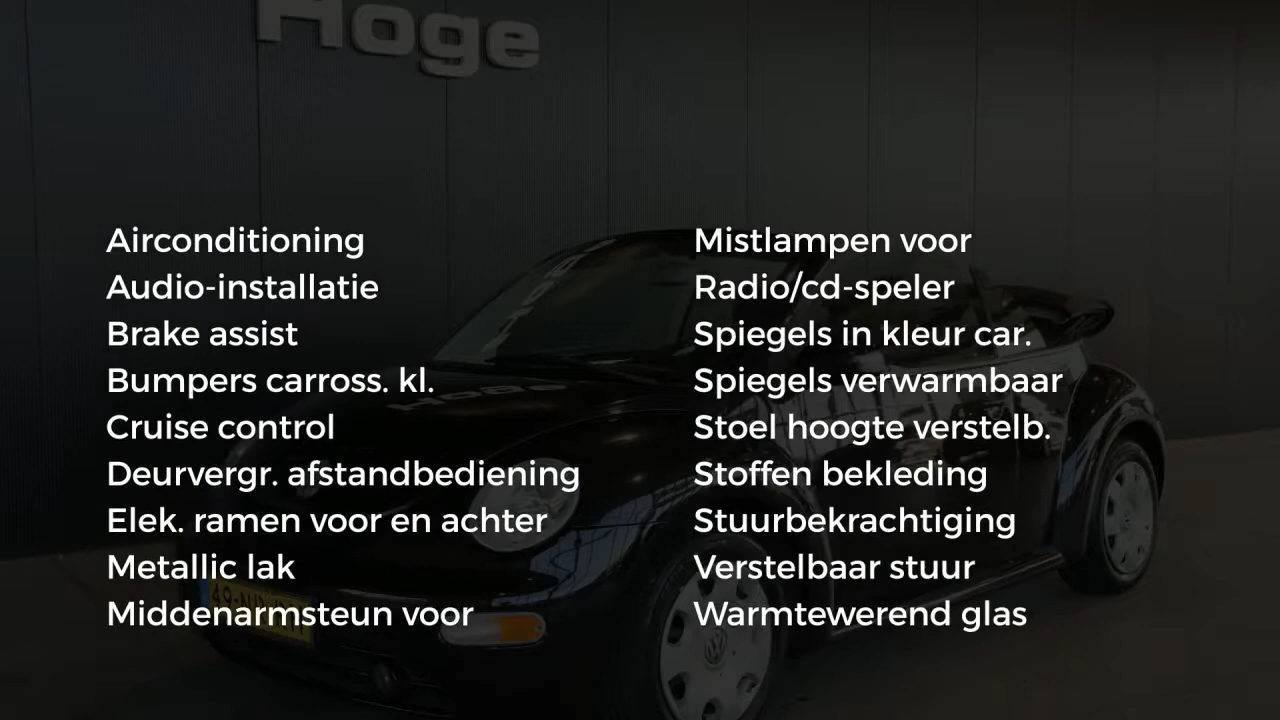 Hoge
Airconditioning
Audio-installatie
Brake assist
Bumpers carross. kl.
Cruise control
Deurvergr. afstandbediening
Elek. ramen voor en achter
Metallic lak
Middenarmsteun voor
Mistlampen voor
Radio/cd-speler
Spiegels in kleur car.
Spiegels verwarmbaar
Stoel hoogte verstelb.
Stoffen bekleding
Stuurbekrachtiging
Verstelbaar stuur
Warmtewerend glas